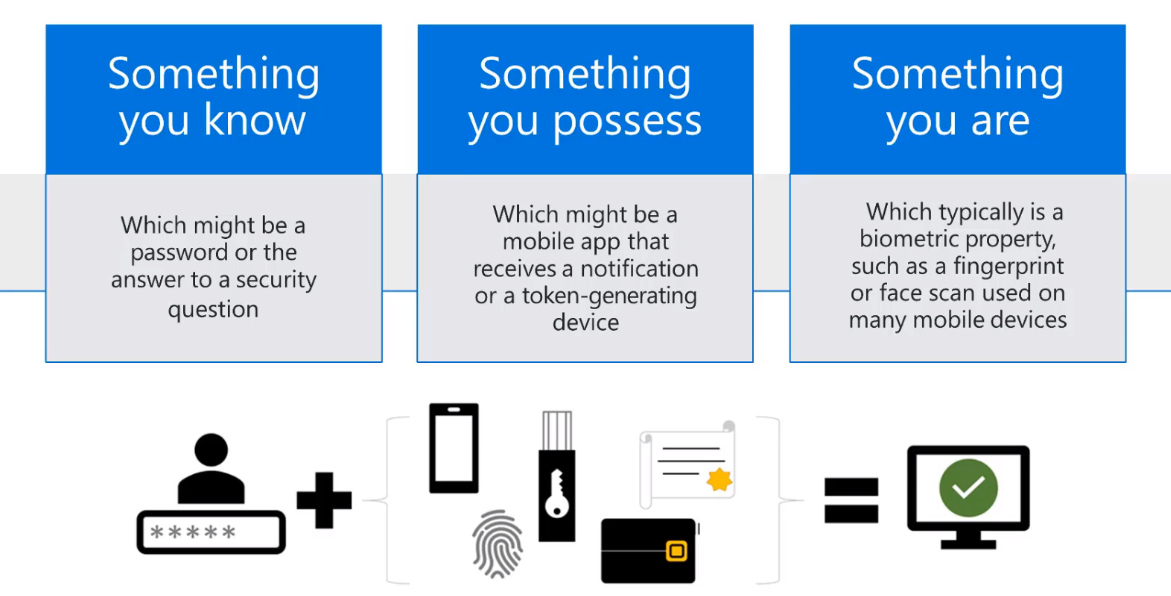 Something
you know
Which might be a
password or the
answer to a security
question
Something
you possess
Which might be a
mobile app that
receives a notification
or a token-generating
device
Something
you are
Which typically is a
biometric property,
such as a fingerprint
or face scan used on
many mobile devices
*****